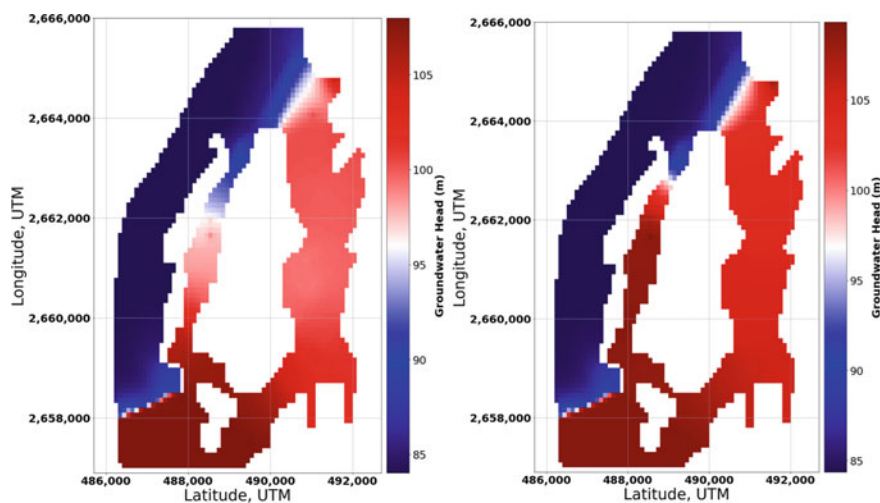 2,666,000
2,664,000
2,662,000
2,660,000
2,658,000
Longitude, UTM
486,000 488,000 490,000 492,000
Latitude, UTM
105
100
95
90
85
Groundwater Head (m)
2,666,000
2,664,000
2,662,000
2,660,000
2,658,000
Longitude, UTM
486,000 488,000 490,000 492,000
Latitude, UTM
105
100
95
90
85
Groundwater Head (m)